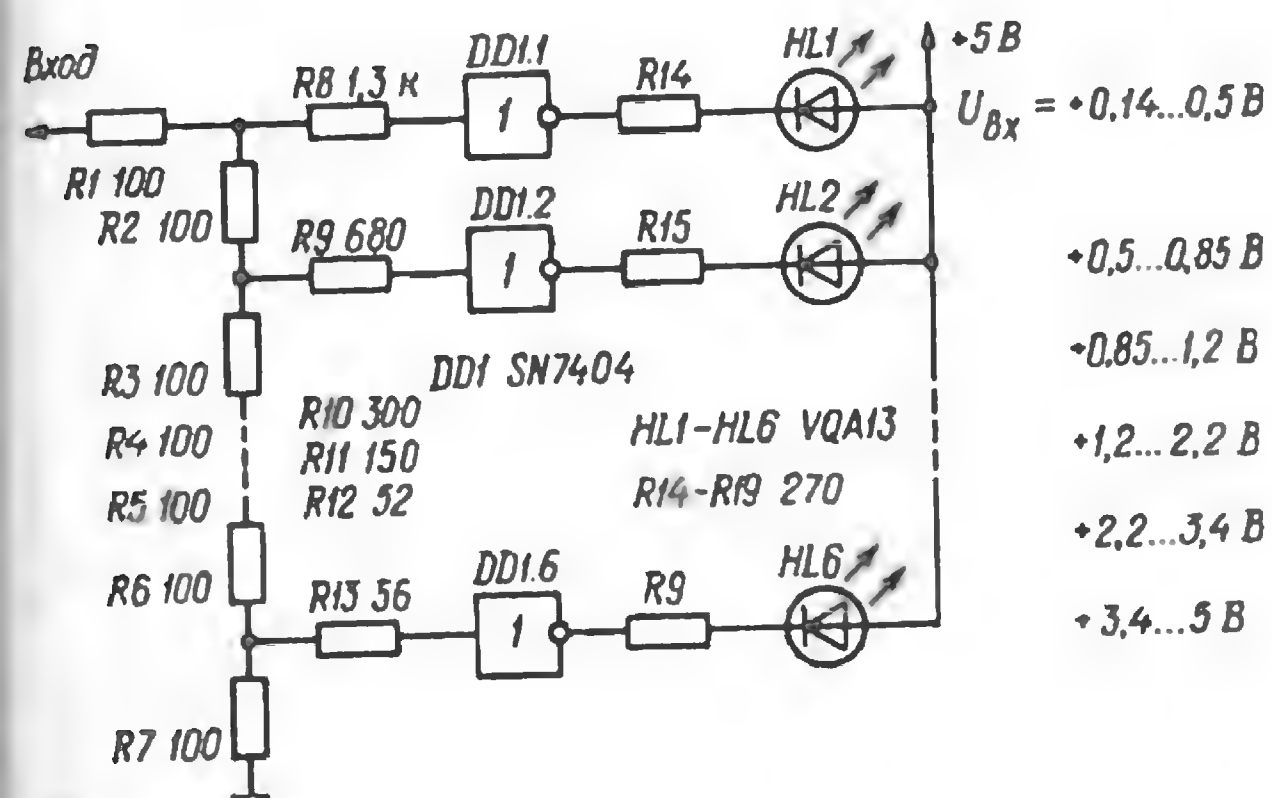 Вход
R1 100
R2 100
R8 1,3 к
DD1.1
1
R14
HL1
+5 В
Uвх = +0,14...0,5 В
R9 680
DD1.2
1
R15
HL2
+0,5...0,85 В
R3 100
R4 100
R5 100
R6 100
R10 300
R11 150
R12 52
DD1 SN7404
HL1-HL6 VQA13
R14-R19 270
+0,85...1,2 В
+1,2...2,2 В
+2,2...3,4 В
R13 36
DD1.6
1
R9
HL6
+3,4...5 В
R7 100